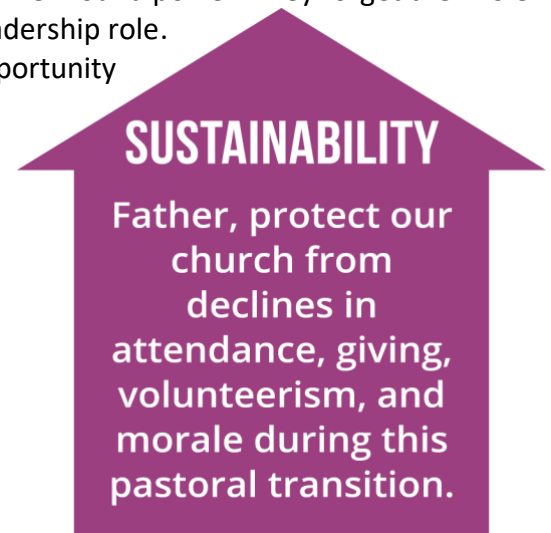 dership role.
portunity
SUSTAINABILITY
Father, protect our
church from
declines in
attendance, giving,
volunteerism, and
morale during this
pastoral transition.